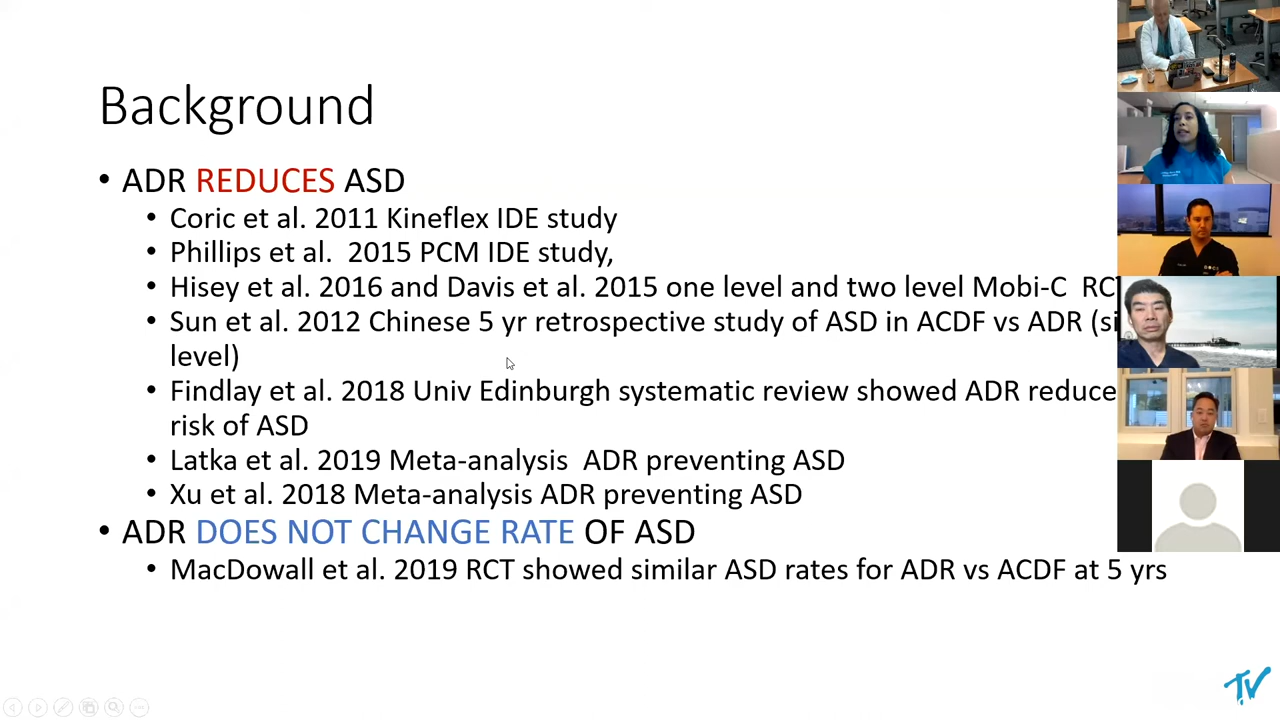 Background
• ADR REDUCES ASD
• Coric et al. 2011 Kineflex IDE study
• Phillips et al.  2015 PCM IDE study,
• Hisey et al. 2016 and Davis et al. 2015 one level and two level Mobi-C  RC
• Sun et al. 2012 Chinese 5 yr retrospective study of ASD in ACDF vs ADR (si
level)
• Findlay et al. 2018 Univ Edinburgh systematic review showed ADR reduce
risk of ASD
• Latka et al. 2019 Meta-analysis  ADR preventing ASD
• Xu et al. 2018 Meta-analysis ADR preventing ASD
• ADR DOES NOT CHANGE RATE OF ASD
• MacDowall et al. 2019 RCT showed similar ASD rates for ADR vs ACDF at 5 yrs
TV